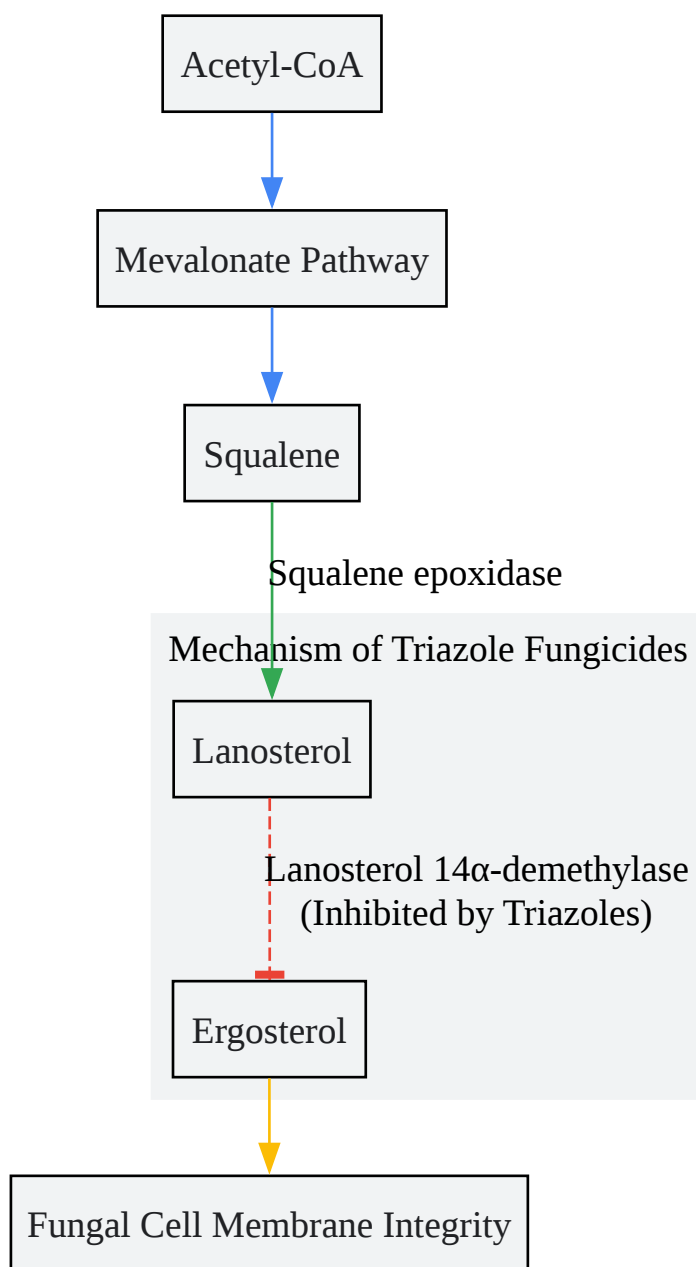 Acetyl-CoA
Mevalonate Pathway
Squalene
Squalene epoxidase
Mechanism of Triazole Fungicides
Lanosterol
Lanosterol 14α-demethylase
(Inhibited by Triazoles)
Ergosterol
Fungal Cell Membrane Integrity